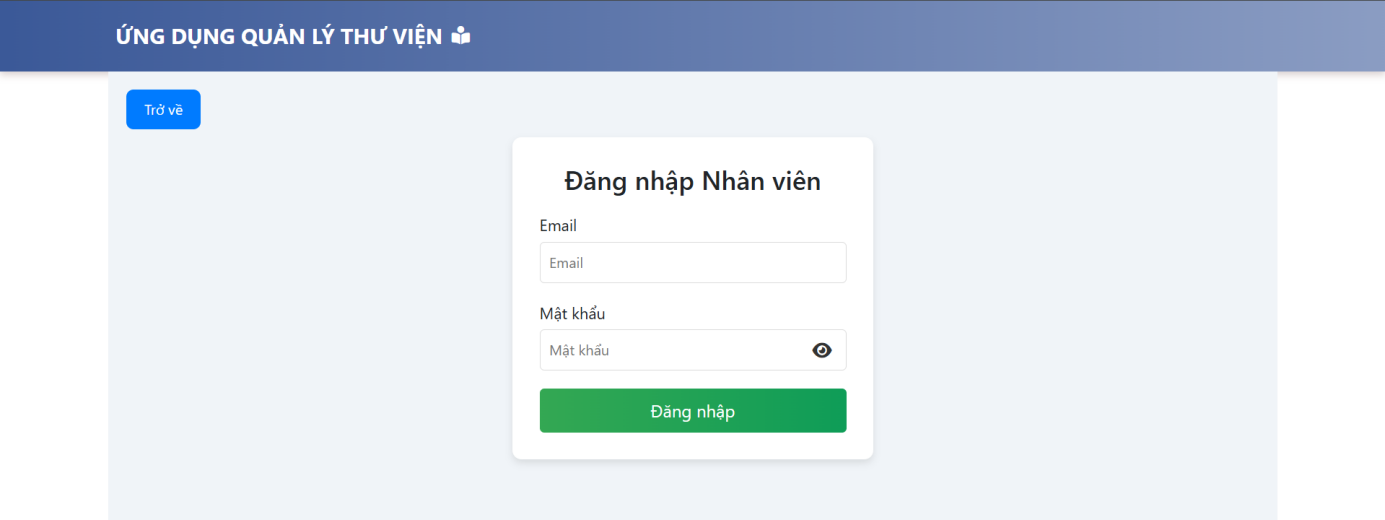 ỨNG DỤNG QUẢN LÝ THƯ VIỆN
Trở về
Đăng nhập Nhân viên
Email
Email
Mật khẩu
Mật khẩu
Đăng nhập